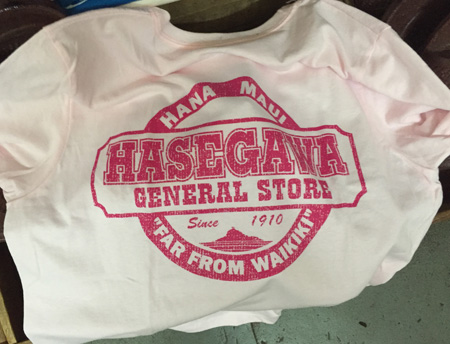 HANA MAUI
HASEGAWA
GENERAL STORE
Since 1910
"FAR FROM WAIKIKI"